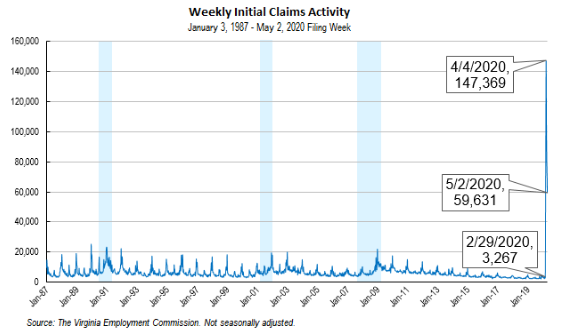 Weekly Initial Claims Activity
January 3, 1987 - May 2, 2020 Filing Week
160,000
140,000
120,000
100,000
80,000
60,000
40,000
20,000
0
4/4/2020,
147,369
5/2/2020,
59,631
2/29/2020,
3,267
Jan-87
Jan-89
Jan-91
Jan-93
Jan-95
Jan-97
Jan-99
Jan-01
Jan-03
Jan-05
Jan-07
Jan-09
Jan-11
Jan-13
Jan-15
Jan-17
Jan-19
Source: The Virginia Employment Commission. Not seasonally adjusted.